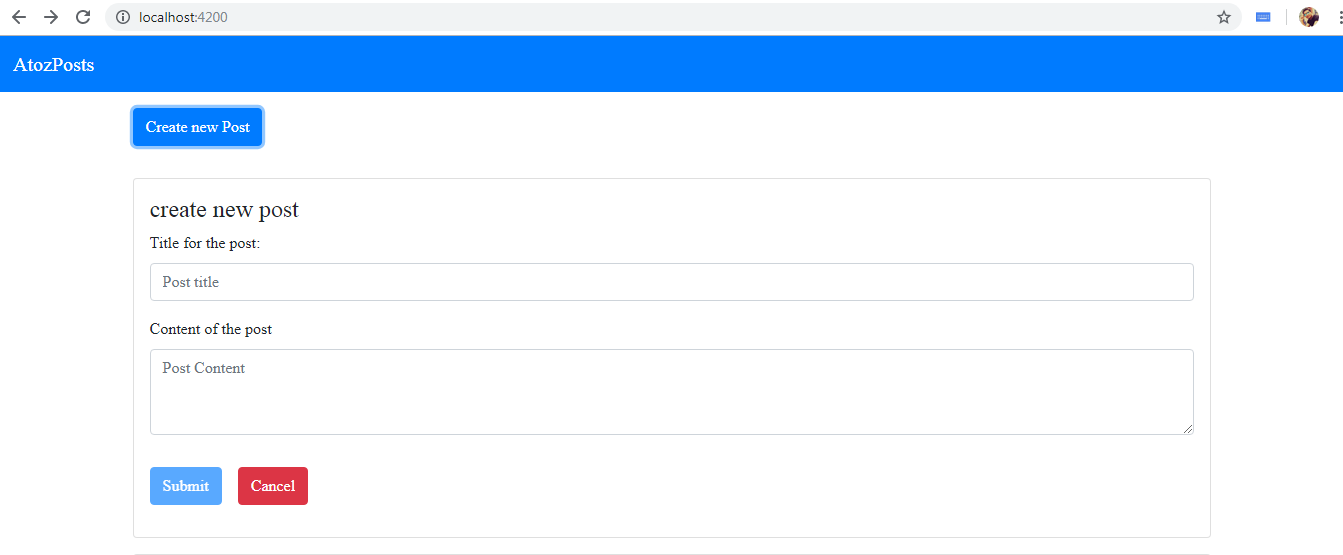 localhost:4200
AtozPosts
Create new Post
create new post
Title for the post:
Post title
Content of the post
Post Content
Submit Cancel